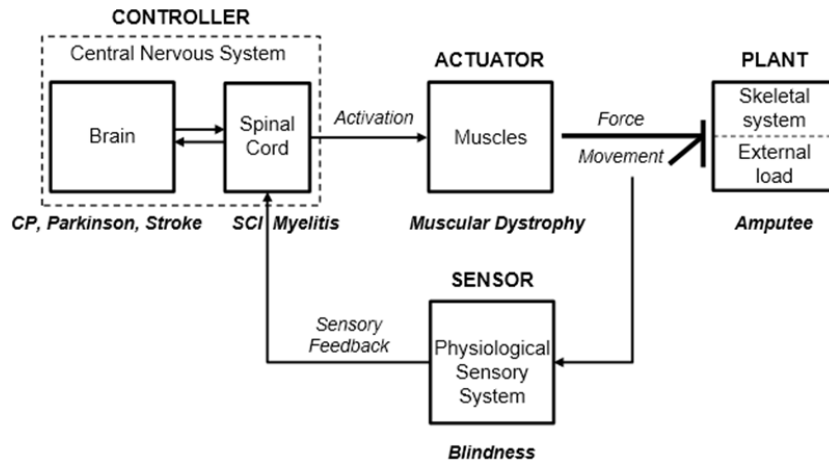 CONTROLLER
Central Nervous System
Brain
Spinal
Cord
Activation
ACTUATOR
Muscles
Force
Movement
PLANT
Skeletal
system
External
load
CP, Parkinson, Stroke
SCI Myelitis
Muscular Dystrophy
Amputee
SENSOR
Sensory
Feedback
Physiological
Sensory
System
Blindness